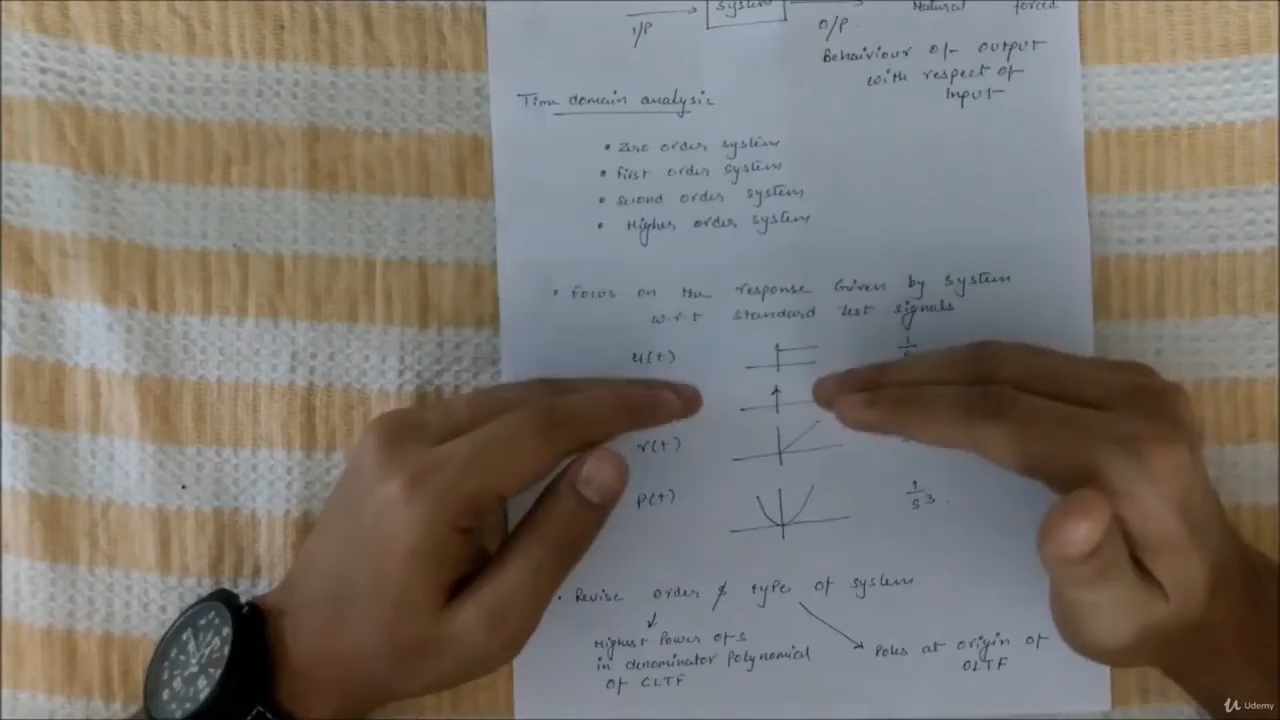 system
Natural forced
I/P
O/P
Behaiviour of output
with respect of
Input
Time domain analysis
• Zero order system
• First order system
• Second order system
• Higher order system
• Focus on the response Given by system
w.r.t standard test signals
u(t)
1
r(t)
p(t)
1/s3.
• Revise order & type of system
Highest Power of s
in denominator polynomial
of CLTF
Poles at origin of
OLTF
Udemy